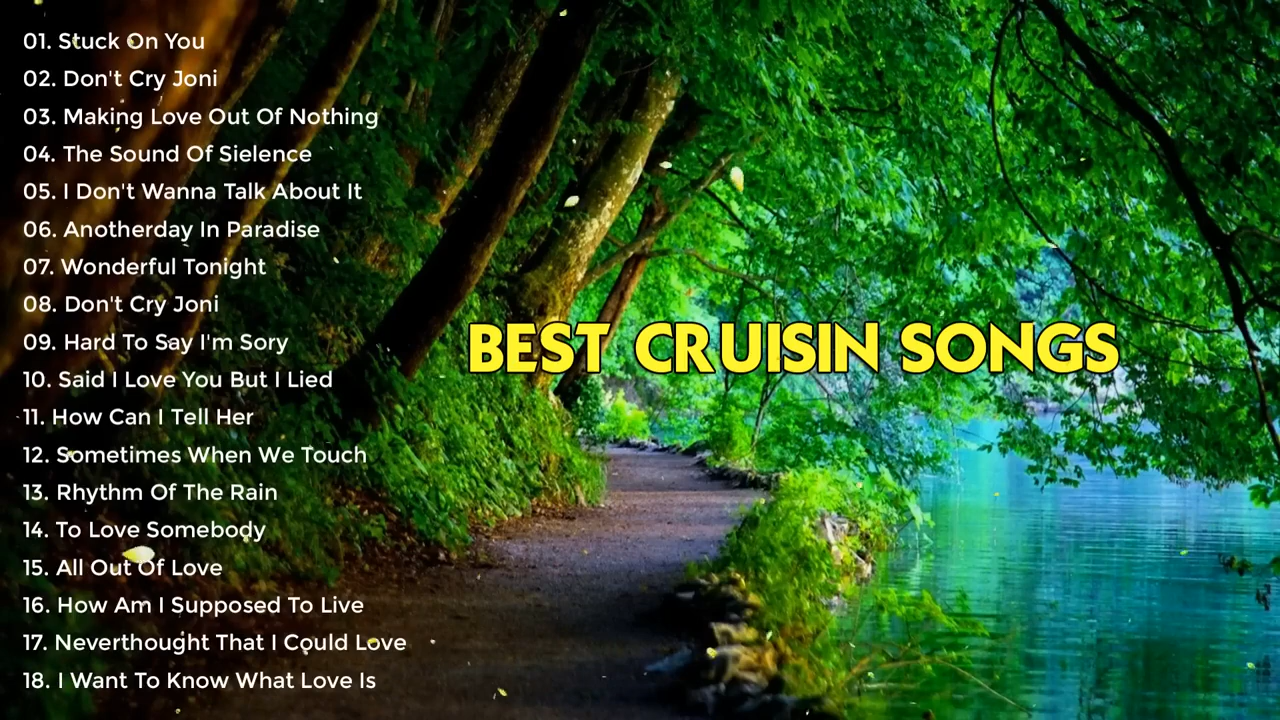 01. Stuck On You
02. Don't Cry Joni
03. Making Love Out Of Nothing
04. The Sound Of Sielence
05. I Don't Wanna Talk About It
06. Anotherday In Paradise
07. Wonderful Tonight
08. Don't Cry Joni
09. Hard To Say I'm Sory
10. Said I Love You But I Lied
11. How Can I Tell Her
12. Sometimes When We Touch
13. Rhythm Of The Rain
14. To Love Somebody
15. All Out Of Love
16. How Am I Supposed To Live
17. Neverthought That I Could Love
18. I Want To Know What Love Is
BEST CRUISIN SONGS